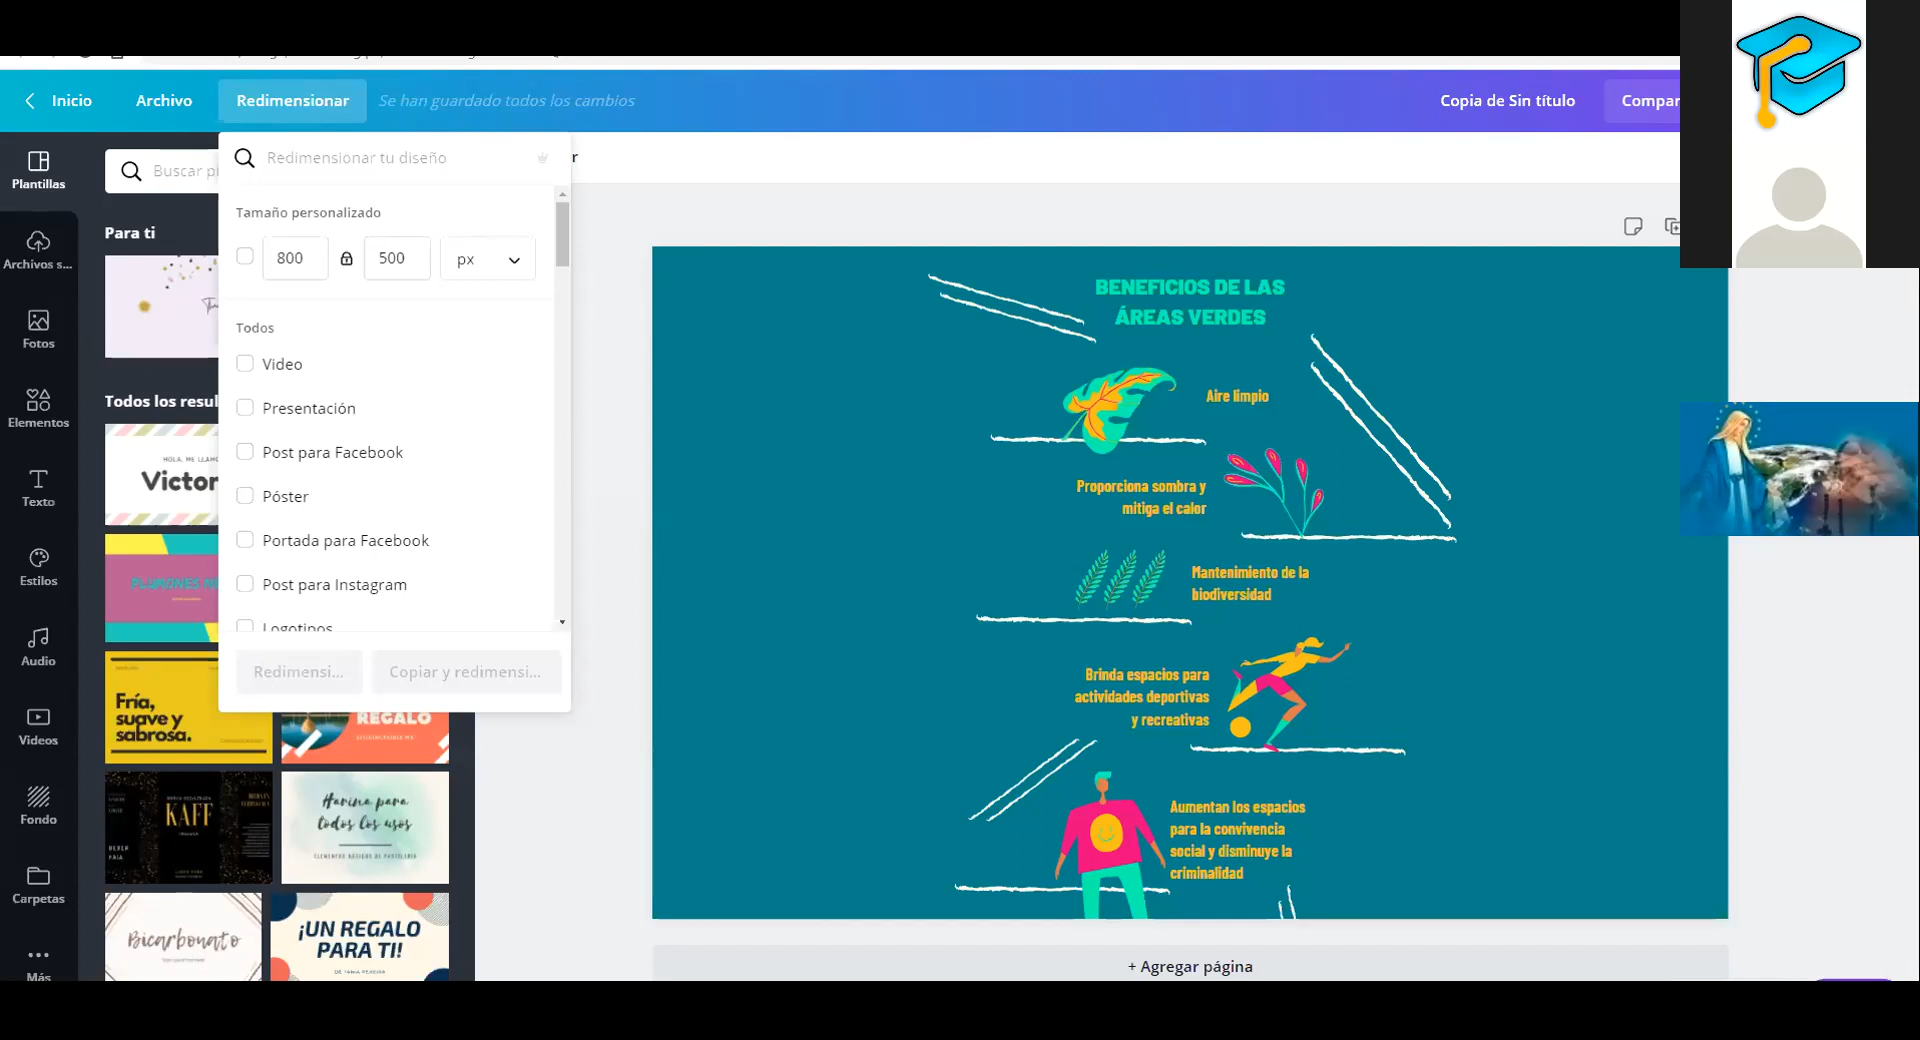 Inicio
Archivo
Redimensionar
Se han guardado todos los cambios
Copia de Sin título
Compar
Redimensionar tu diseño
r
Tamaño personalizado
800
500
px
Todos
Video
Presentación
Post para Facebook
Póster
Portada para Facebook
Post para Instagram
Logotipos
Redimensi...
Copiar y redimensi...
Plantillas
Archivos s...
Fotos
Elementos
Texto
Estilos
Audio
Videos
Fondo
Carpetas
Más
Buscar pl
Para ti
Todos los resul
HOLA, ME LLAMO
Victor
PLUMONES
Fría,
suave y
sabrosa.
REGALO
KAFF
Harina para
todos los usos
Bicarbonato
¡UN REGALO
PARA TI!
BENEFICIOS DE LAS
ÁREAS VERDES
Aire limpio
Proporciona sombra y
mitiga el calor
Mantenimiento de la
biodiversidad
Brinda espacios para
actividades deportivas
y recreativas
Aumentan los espacios
para la convivencia
social y disminuye la
criminalidad
+ Agregar página